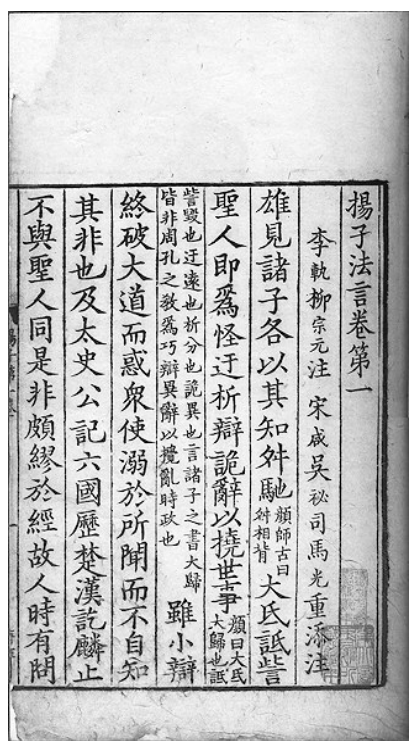 揚子法言卷第一
李軌柳宗元注　宋咸吳祕司馬光重添注
雄見諸子各以其知舛馳顏師古曰舛相背大氐詆訾
聖人即爲怪迂析辯詭辭以撓世事顏曰大氐大歸也詆
訾毀也迂遠也析分也詭異也言諸子之書大歸皆非周孔之教爲巧辯異辭以攪亂時政也雖小辯
終破大道而惑衆使溺於所聞而不自知
其非也及太史公記六國歷楚漢訖麟止
不與聖人同是非頗繆於經故人時有問